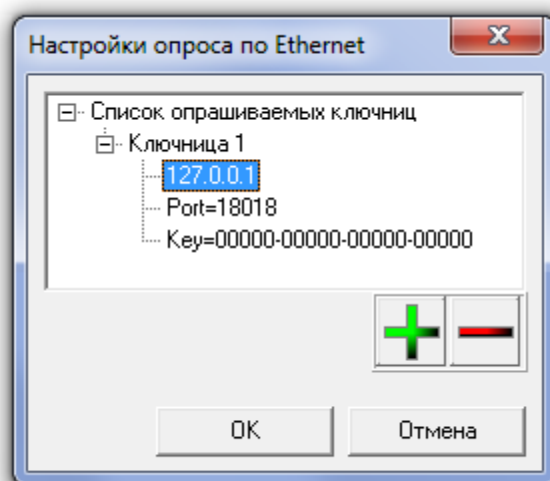 Настройки опроса по Ethernet
Список опрашиваемых ключниц
Ключница 1
127.0.0.1
Port=18018
Key=00000-00000-00000-00000
OK
Отмена